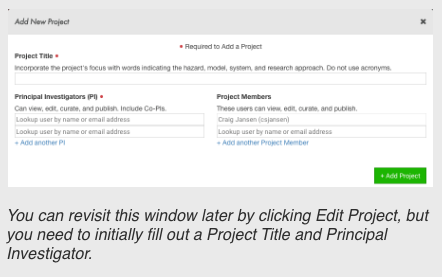 Add New Project ✖
• Required to Add a Project
Project Title •
Incorporate the project's focus with words indicating the hazard, model, system, and research approach. Do not use acronyms.
Principal Investigators (PI) •
Can view, edit, curate, and publish. Include Co-PIs.
Lookup user by name or email address
Lookup user by name or email address
+ Add another PI
Project Members
These users can view, edit, curate, and publish.
Craig Jansen (csjansen)
Lookup user by name or email address
+ Add another Project Member
+ Add Project
You can revisit this window later by clicking Edit Project, but
you need to initially fill out a Project Title and Principal
Investigator.